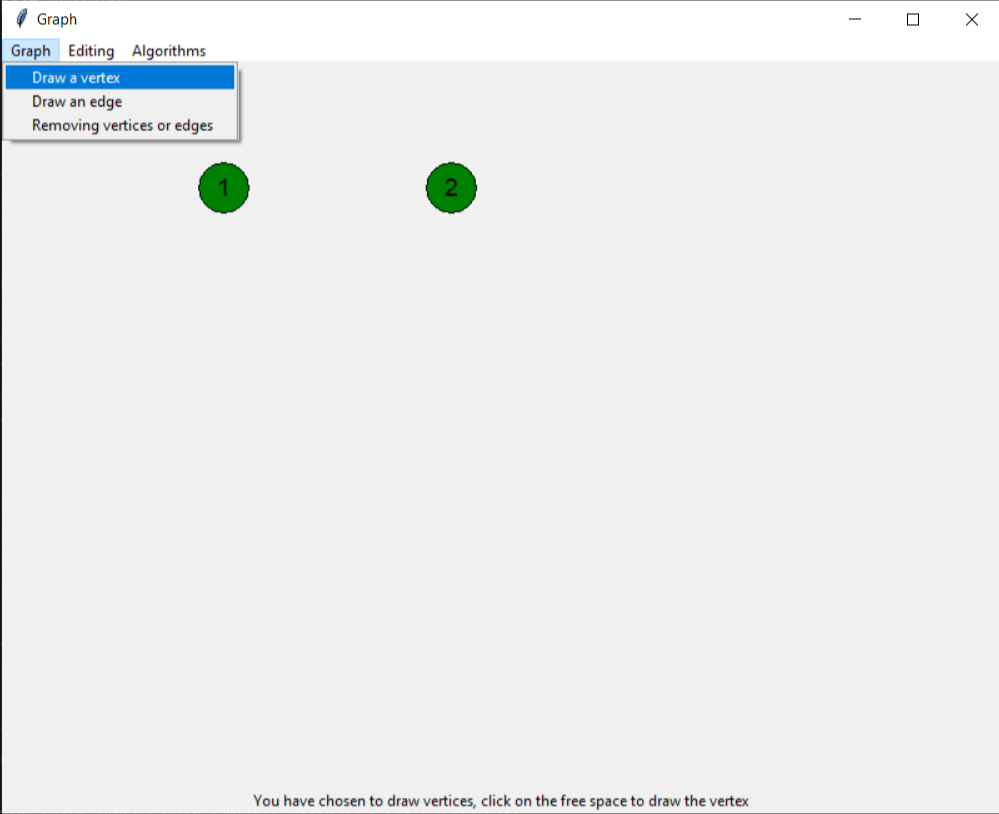 Graph
Graph Editing Algorithms
Draw a vertex
Draw an edge
Removing vertices or edges
1 2
You have chosen to draw vertices, click on the free space to draw the vertex